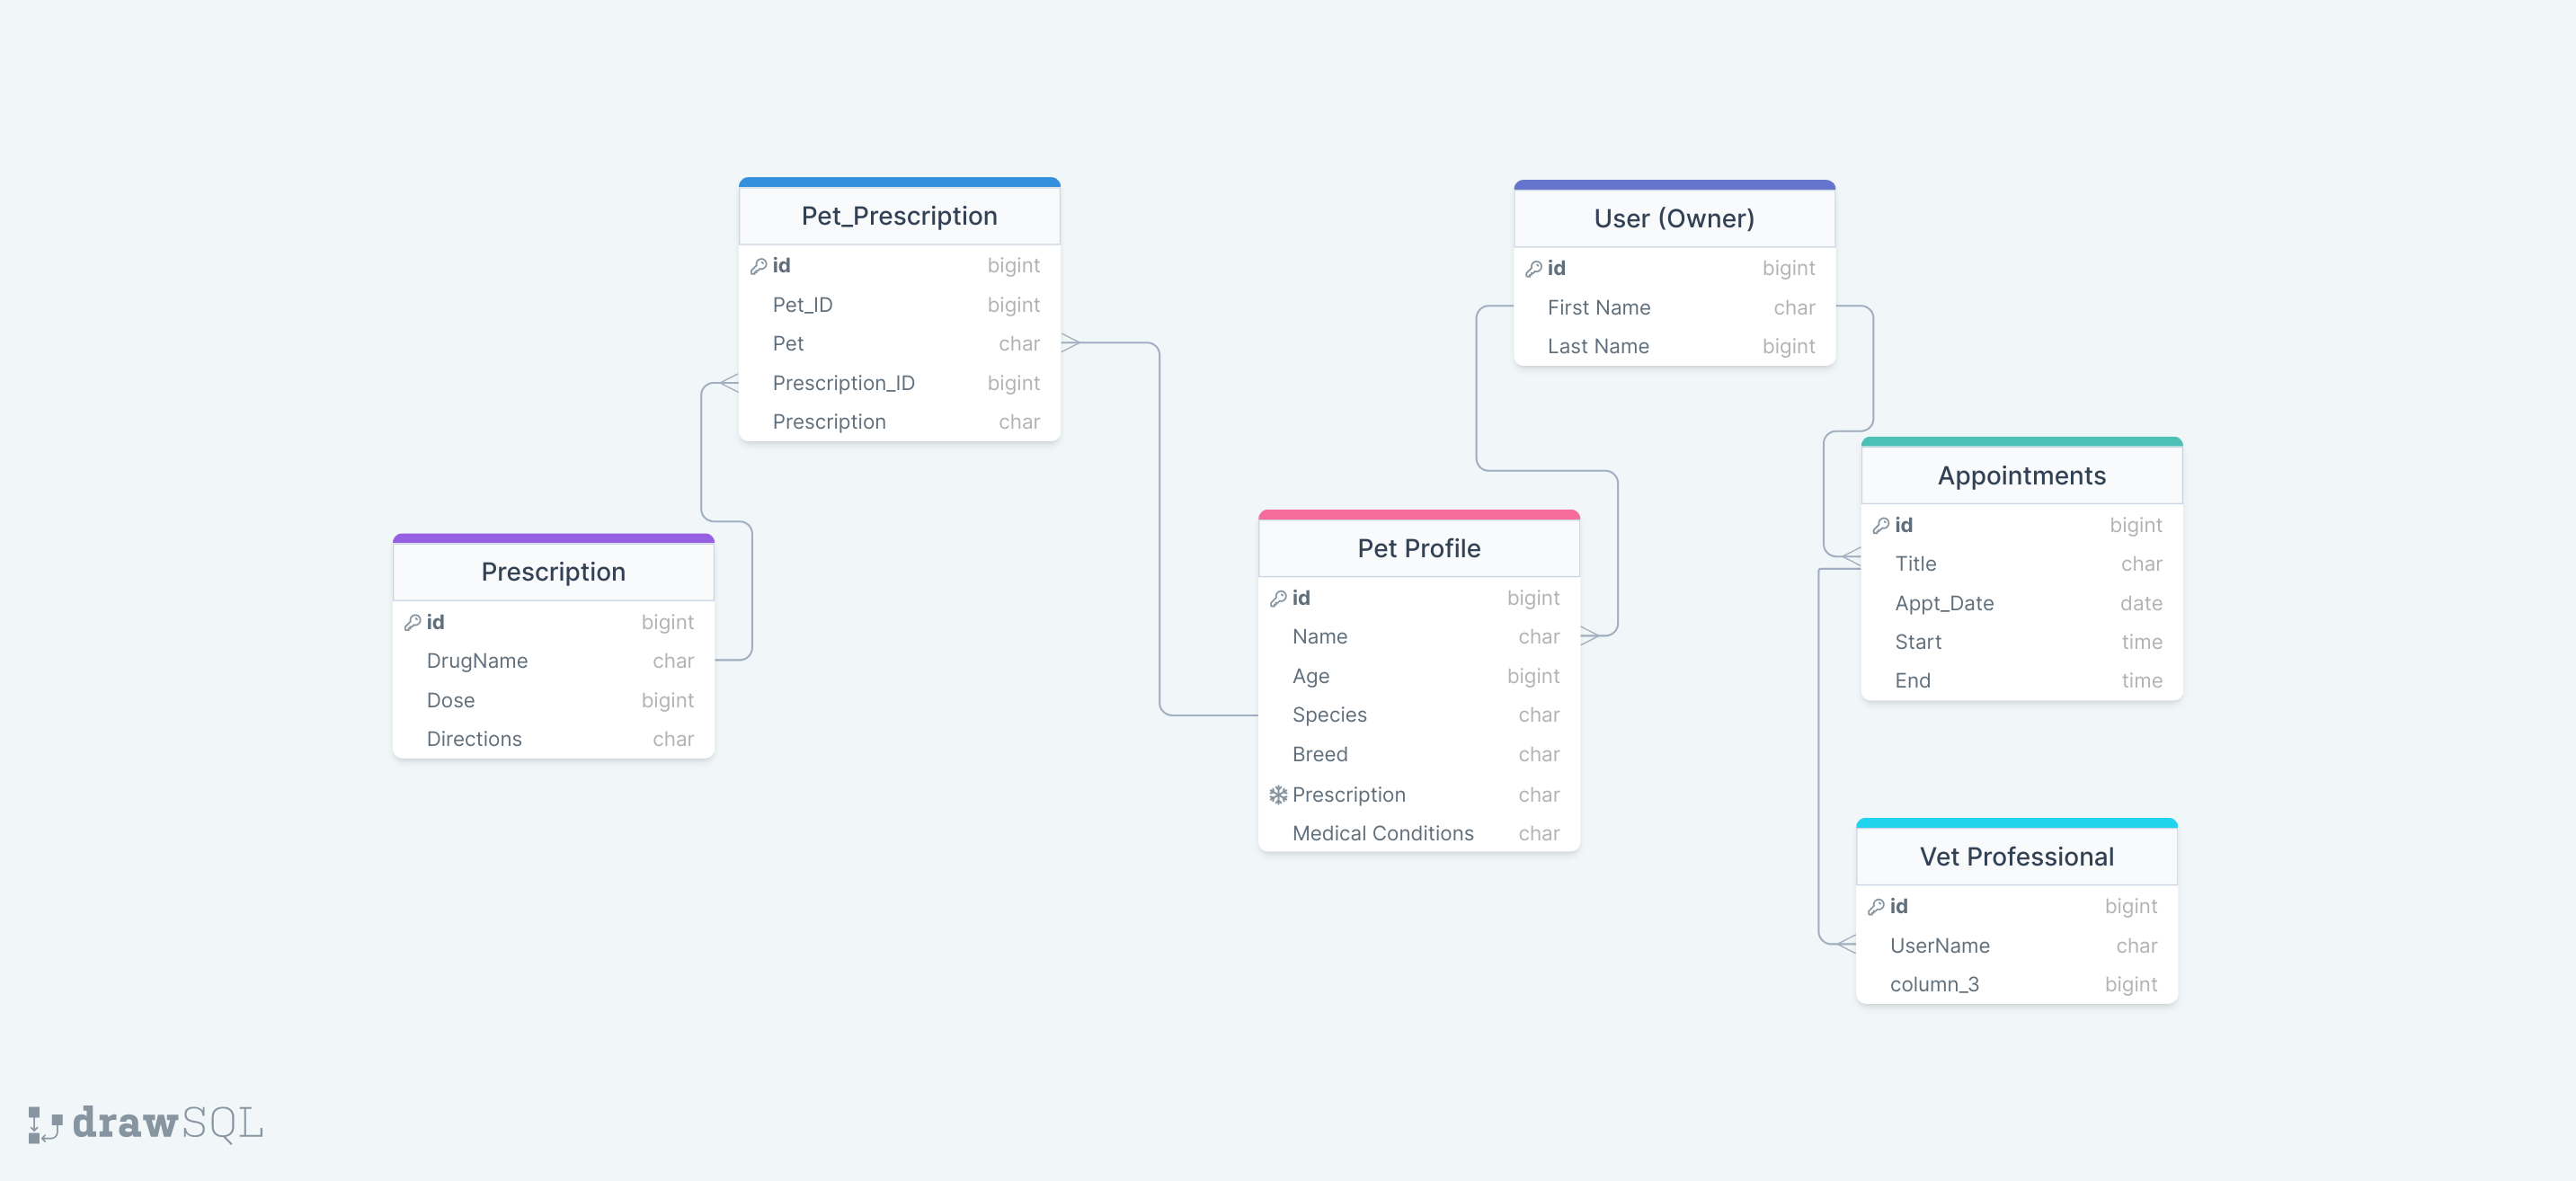 Pet_Prescription
id bigint
Pet_ID bigint
Pet char
Prescription_ID bigint
Prescription char
User (Owner)
id bigint
First Name char
Last Name bigint
Appointments
id bigint
Title char
Appt_Date date
Start time
End time
Prescription
id bigint
DrugName char
Dose bigint
Directions char
Pet Profile
id bigint
Name char
Age bigint
Species char
Breed char
Prescription char
Medical Conditions char
Vet Professional
id bigint
UserName char
column_3 bigint
drawSQL